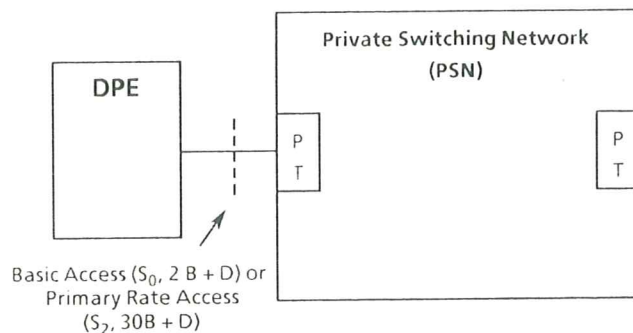 Private Switching Network
(PSN)
DPE
P
T
P
T
Basic Access (S₀, 2 B + D) or
Primary Rate Access
(S₂, 30B + D)